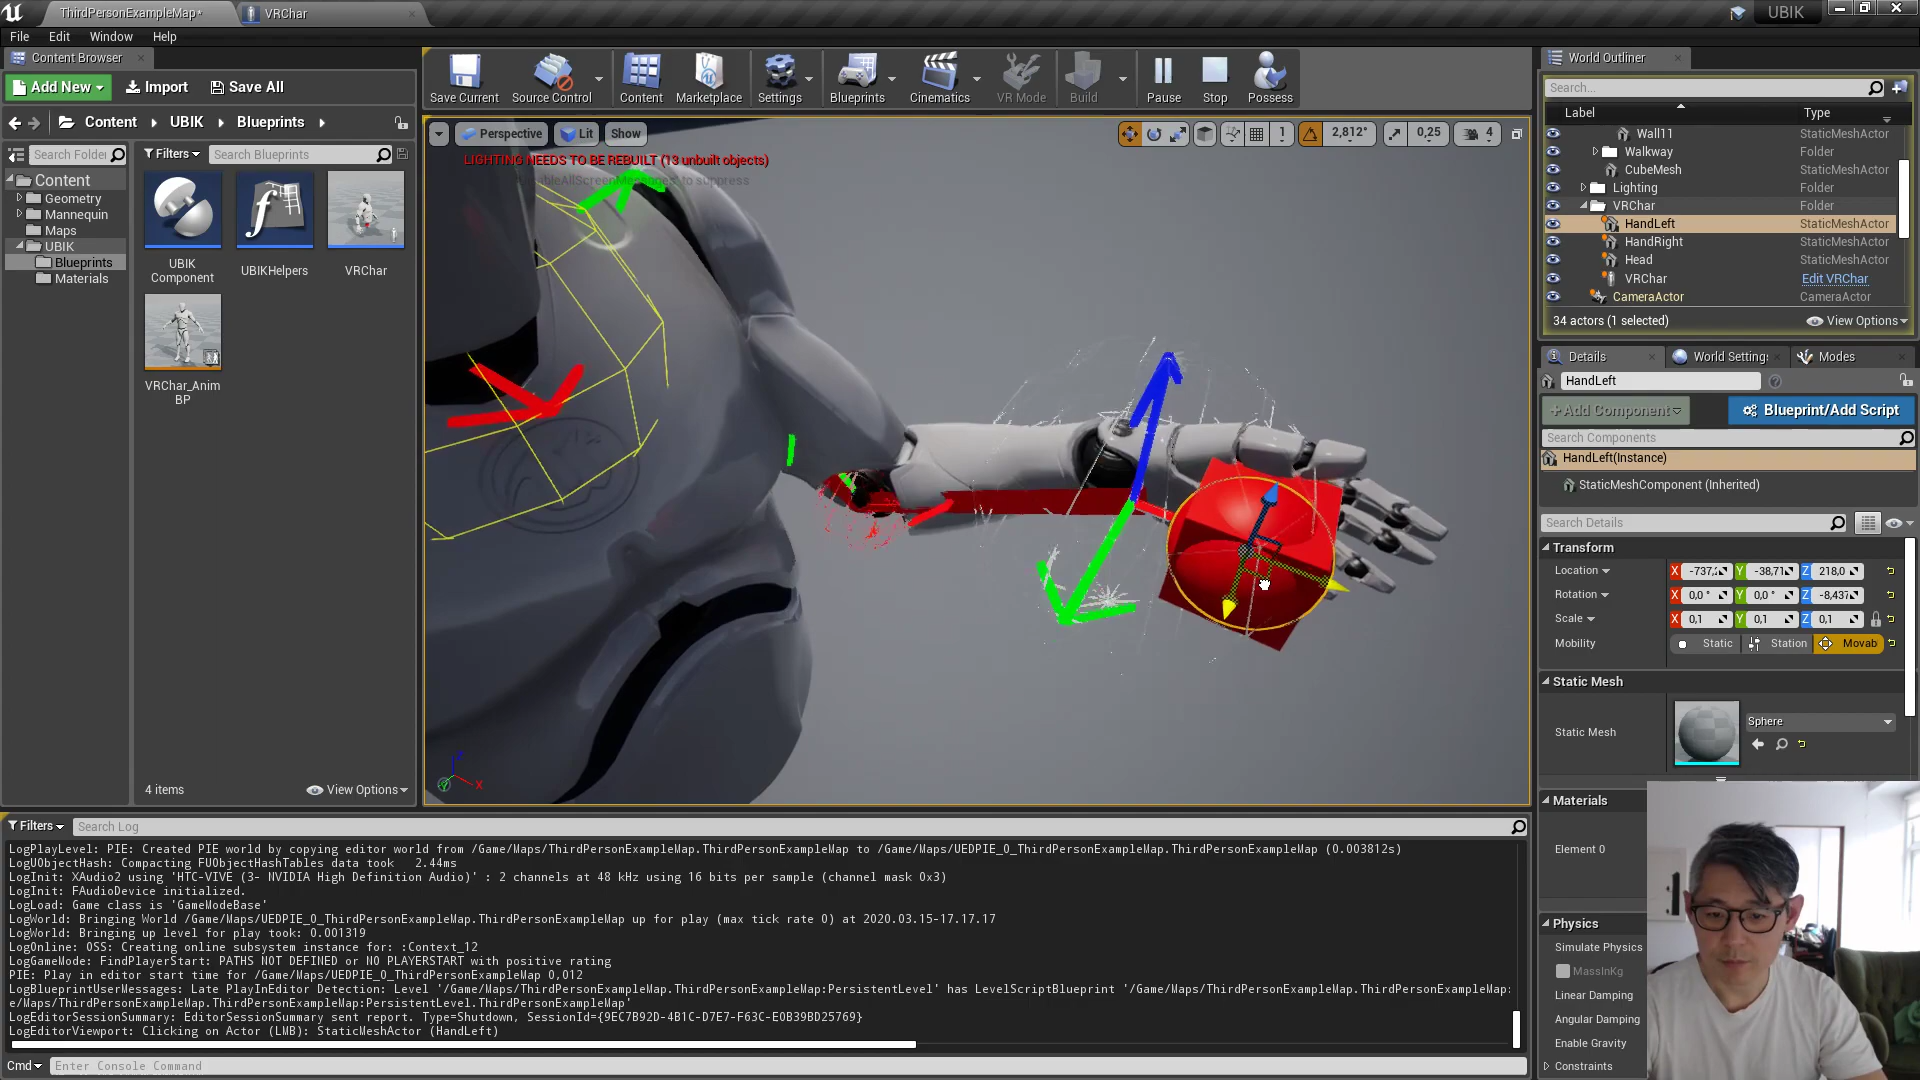 ThirdPersonExampleMap*
VRChar
UBIK
File Edit Window Help
Content Browser
Add New Import Save All
Content UBIK Blueprints
Search Folder
Filters
Search Blueprints
Content
Geometry
Mannequin
Maps
UBIK
Blueprints
Materials
UBIK Component
UBIKHelpers
VRChar
VRChar_Anim
BP
4 items
View Options
Save Current
Source Control
Content
Marketplace
Settings
Blueprints
Cinematics
VR Mode
Build
Pause
Stop
Possess
Perspective
Lit
Show
1
2,812°
0,25
4
LIGHTING NEEDS TO BE REBUILT (13 unbuilt objects)
to suppress
Z
X
World Outliner
Search...
Label Type
Wall11 StaticMeshActor
Walkway Folder
CubeMesh StaticMeshActor
Lighting Folder
VRChar Folder
HandLeft StaticMeshActor
HandRight StaticMeshActor
Head StaticMeshActor
VRChar Edit VRChar
CameraActor CameraActor
34 actors (1 selected)
View Options
Details
World Setting
Modes
HandLeft
Add Component
Blueprint/Add Script
Search Components
HandLeft(Instance)
StaticMeshComponent (Inherited)
Search Details
Transform
Location X -737, Y -38,71 Z 218,0
Rotation X 0,0 ° Y 0,0 ° Z -8,437
Scale X 0,1 Y 0,1 Z 0,1
Mobility Static Station Movab
Static Mesh
Static Mesh
Sphere
Materials
Element 0
Physics
Simulate Physics
MassInKg
Linear Damping
Angular Damping
Enable Gravity
Constraints
Filters
Search Log
LogPlayLevel: PIE: Created PIE world by copying editor world from /Game/Maps/ThirdPersonExampleMap.ThirdPersonExampleMap to /Game/Maps/UEDPIE_0_ThirdPersonExampleMap.ThirdPersonExampleMap (0.003812s)
LogUObjectHash: Compacting FUObjectHashTables data took 2.44ms
LogInit: XAudio2 using 'HTC-VIVE (3- NVIDIA High Definition Audio)' : 2 channels at 48 kHz using 16 bits per sample (channel mask 0x3)
LogInit: FAudioDevice initialized.
LogLoad: Game class is 'GameModeBase'
LogWorld: Bringing World /Game/Maps/UEDPIE_0_ThirdPersonExampleMap.ThirdPersonExampleMap up for play (max tick rate 0) at 2020.03.15-17.17.17
LogWorld: Bringing up level for play took: 0.001319
LogOnline: OSS: Creating online subsystem instance for: :Context_12
LogGameMode: FindPlayerStart: PATHS NOT DEFINED or NO PLAYERSTART with positive rating
PIE: Play in editor start time for /Game/Maps/UEDPIE_0_ThirdPersonExampleMap 0,012
LogBlueprintUserMessages: Late PlayInEditor Detection: Level '/Game/Maps/ThirdPersonExampleMap.ThirdPersonExampleMap:PersistentLevel' has LevelScriptBlueprint '/Game/Maps/ThirdPersonExampleMap.ThirdPersonExampleMap:
e/Maps/ThirdPersonExampleMap.ThirdPersonExampleMap:PersistentLevel.ThirdPersonExampleMap'
LogEditorSessionSummary: EditorSessionSummary sent report. Type=Shutdown, SessionId={9EC7B92D-4B1C-D7E7-F63C-E0B39BD25769}
LogEditorViewport: Clicking on Actor (LMB): StaticMeshActor (HandLeft)
Cmd
Enter Console Command